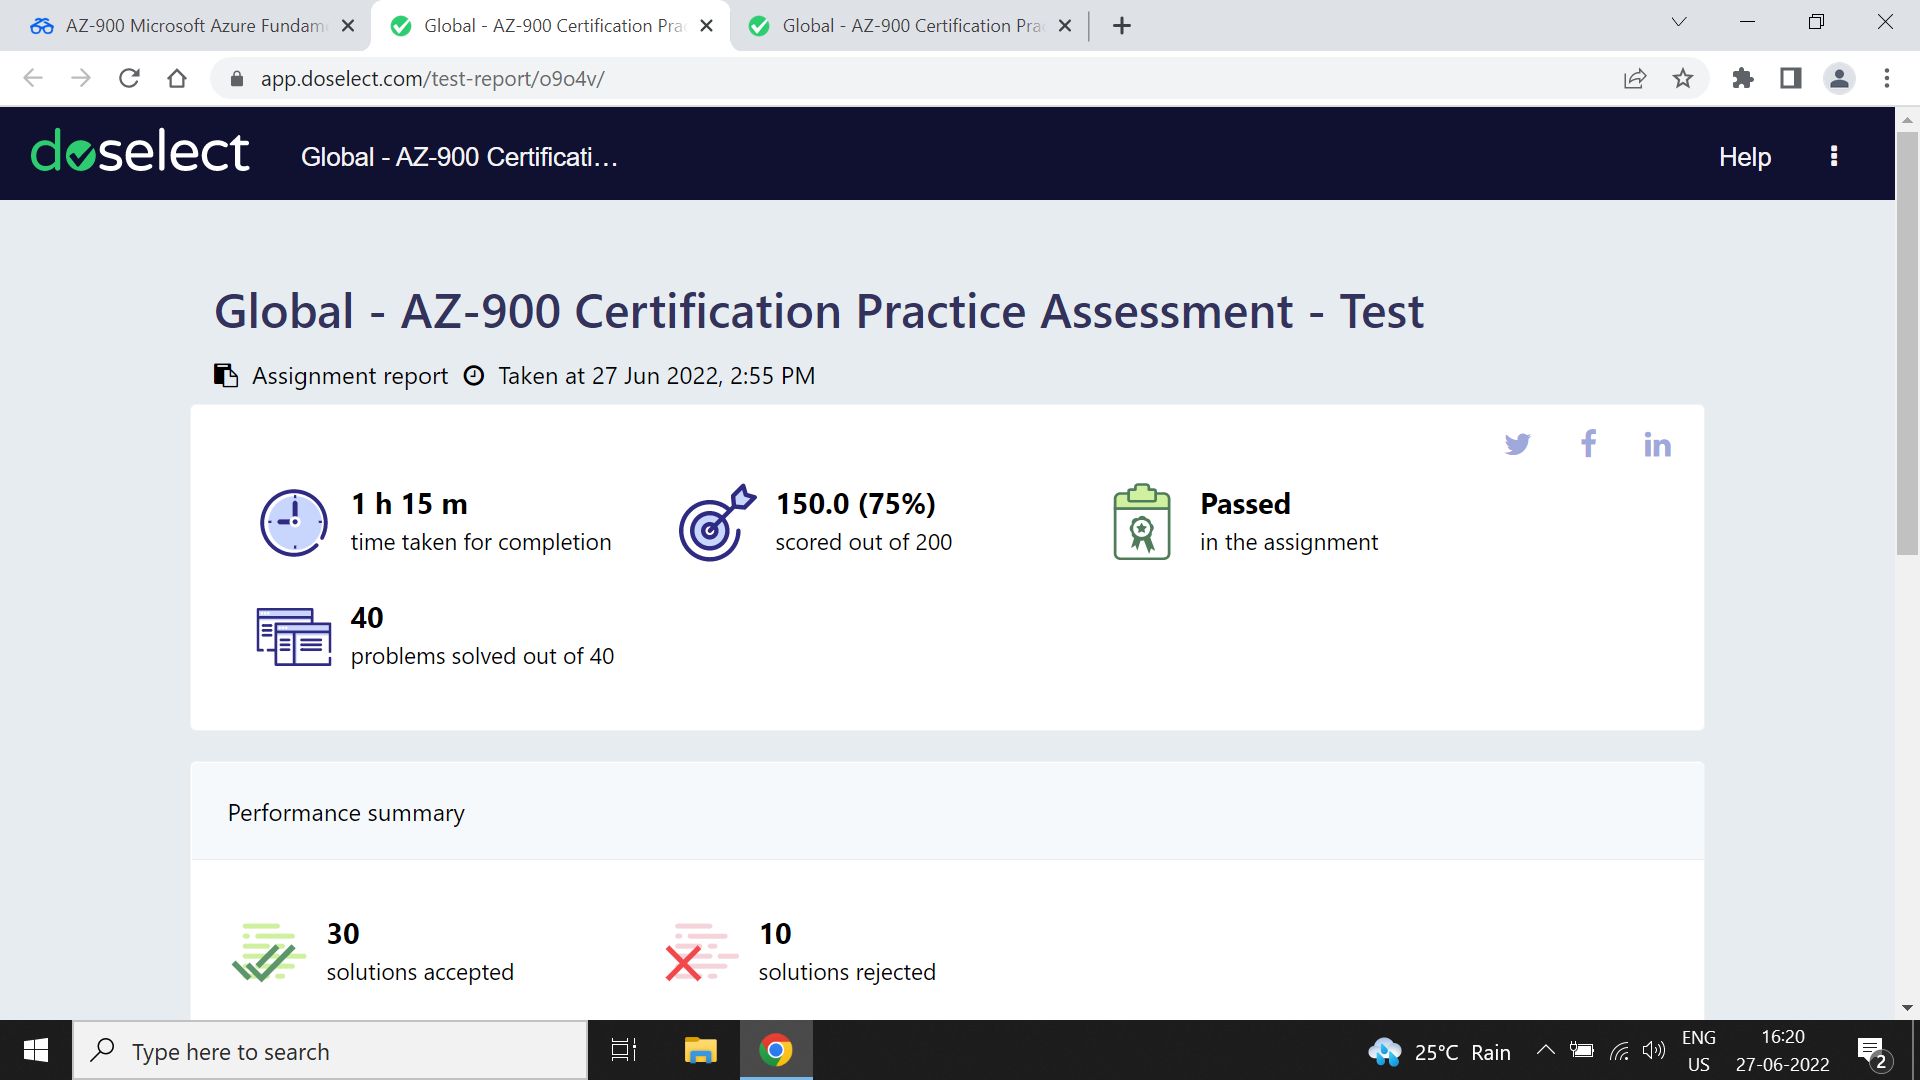 AZ-900 Microsoft Azure Fundam
Global - AZ-900 Certification Pra
Global - AZ-900 Certification Pra
app.doselect.com/test-report/o9o4v/
doselect
Global - AZ-900 Certificati...
Help
Global - AZ-900 Certification Practice Assessment - Test
Assignment report
Taken at 27 Jun 2022, 2:55 PM
1 h 15 m
time taken for completion
150.0 (75%)
scored out of 200
Passed
in the assignment
40
problems solved out of 40
Performance summary
30
solutions accepted
10
solutions rejected
Type here to search
25°C Rain
ENG
US
16:20
27-06-2022
2